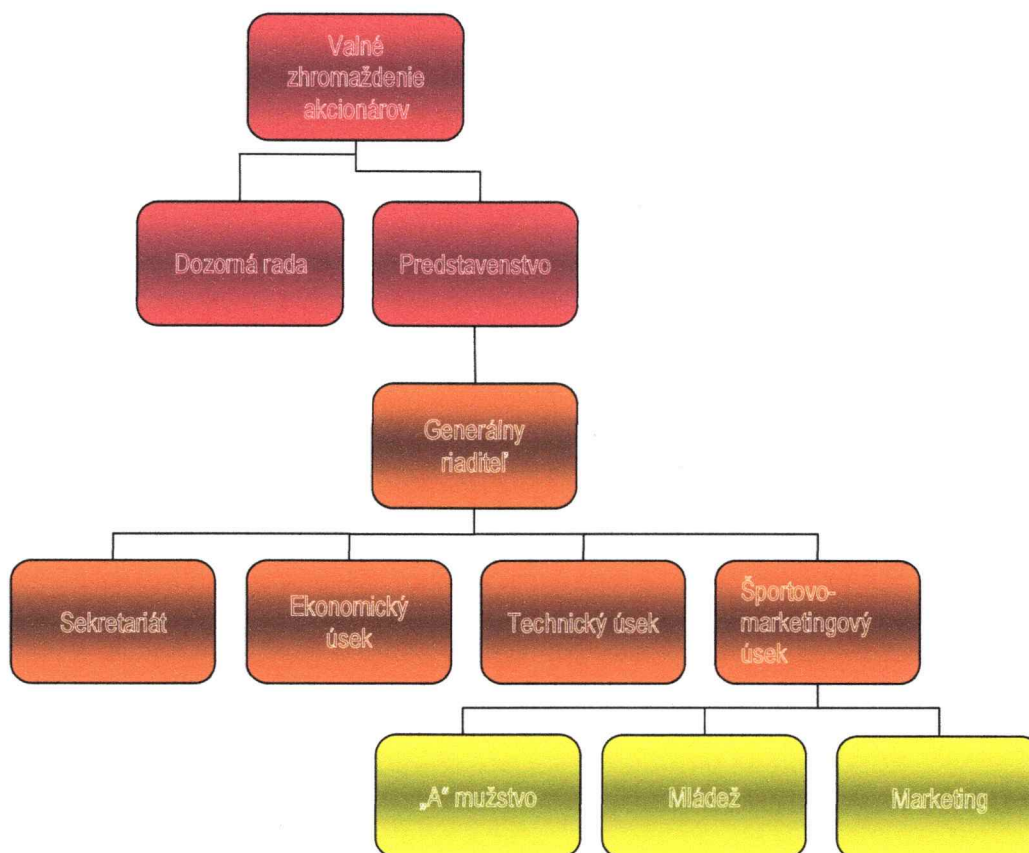 Valné
zhromaždenie
akcionárov
Dozorná rada
Predstavenstvo
Generálny
riaditeľ
Sekretariát
Ekonomický
úsek
Technický úsek
Športovo-
marketingový
úsek
„A“ mužstvo
Mládež
Marketing